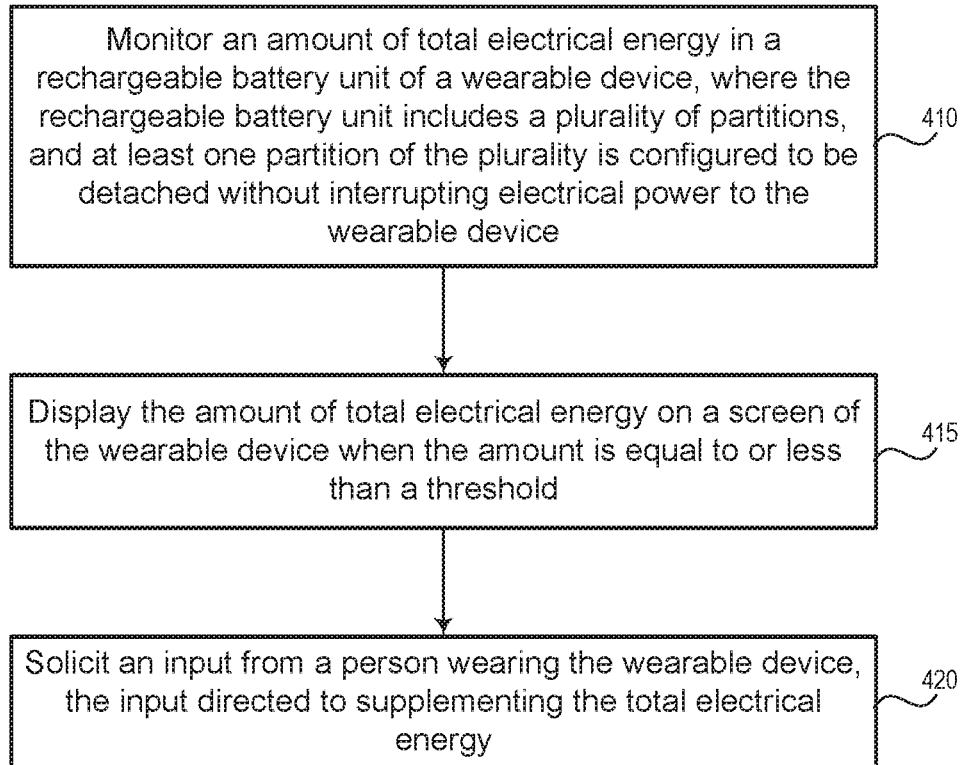 Monitor an amount of total electrical energy in a
rechargeable battery unit of a wearable device, where the
rechargeable battery unit includes a plurality of partitions,
and at least one partition of the plurality is configured to be
detached without interrupting electrical power to the
wearable device
410
Display the amount of total electrical energy on a screen of
the wearable device when the amount is equal to or less
than a threshold
415
Solicit an input from a person wearing the wearable device,
the input directed to supplementing the total electrical
energy
420